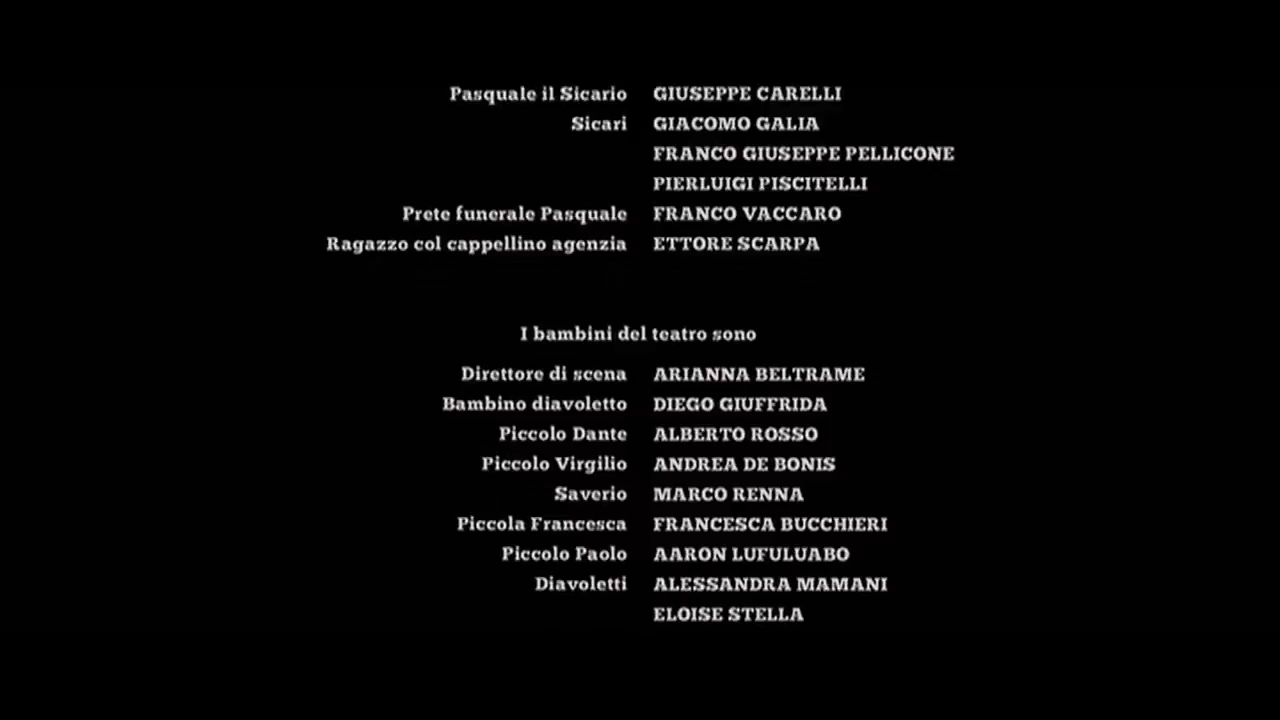 Pasquale il Sicario GIUSEPPE CARELLI
Sicari GIACOMO GALIA
FRANCO GIUSEPPE PELLICONE
PIERLUIGI PISCITELLI
Prete funerale Pasquale FRANCO VACCARO
Ragazzo col cappellino agenzia ETTORE SCARPA
I bambini del teatro sono
Direttore di scena ARIANNA BELTRAME
Bambino diavoletto DIEGO GIUFFRIDA
Piccolo Dante ALBERTO ROSSO
Piccolo Virgilio ANDREA DE BONIS
Saverio MARCO RENNA
Piccola Francesca FRANCESCA BUCCHIERI
Piccolo Paolo AARON LUFULUABO
Diavoletti ALESSANDRA MAMANI
ELOISE STELLA